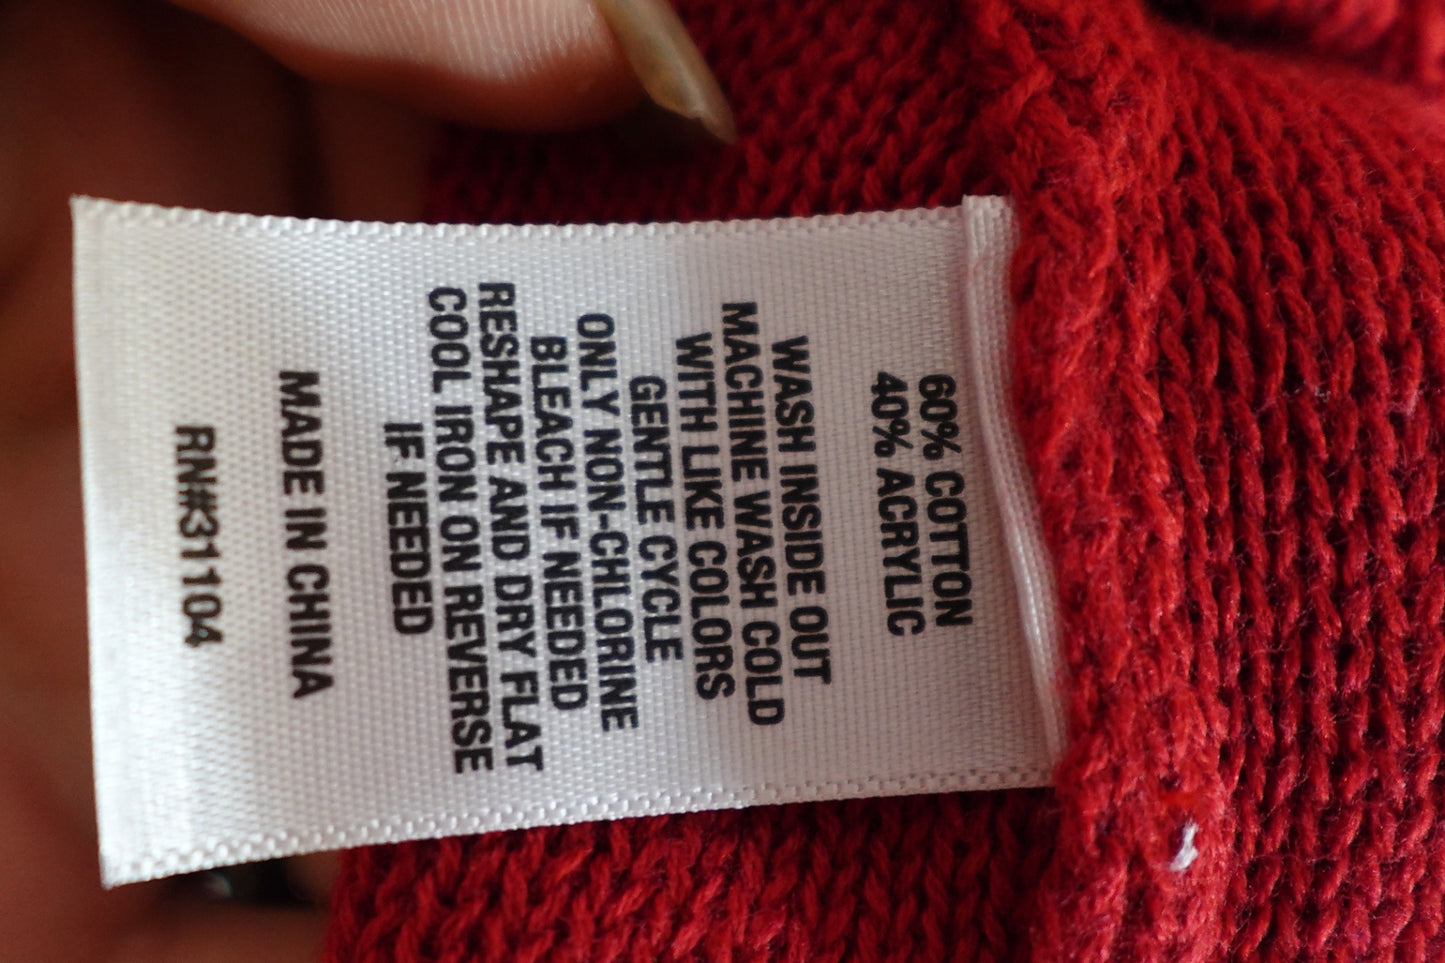 60% COTTON
40% ACRYLIC
WASH INSIDE OUT
MACHINE WASH COLD
WITH LIKE COLORS
GENTLE CYCLE
ONLY NON-CHLORINE
BLEACH IF NEEDED
RESHAPE AND DRY FLAT
COOL IRON ON REVERSE
IF NEEDED
MADE IN CHINA
RN#31104